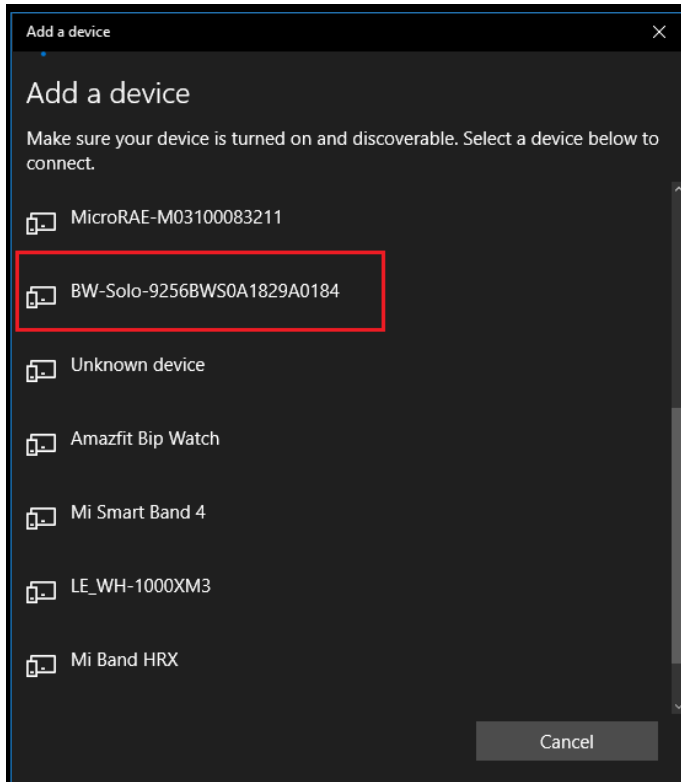 Add a device
Add a device
Make sure your device is turned on and discoverable. Select a device below to
connect.
MicroRAE-M03100083211
BW-Solo-9256BWS0A1829A0184
Unknown device
Amazfit Bip Watch
Mi Smart Band 4
LE_WH-1000XM3
Mi Band HRX
Cancel